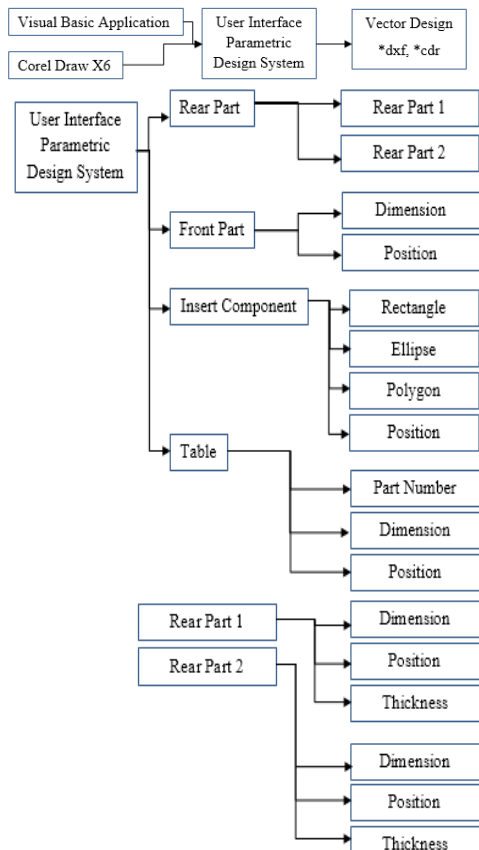 Visual Basic Application
Corel Draw X6
User Interface
Parametric
Design System
Vector Design
*dxf, *cdr
User Interface
Parametric
Design System
Rear Part
Rear Part 1
Rear Part 2
Front Part
Dimension
Position
Insert Component
Rectangle
Ellipse
Polygon
Position
Table
Part Number
Dimension
Position
Rear Part 1
Dimension
Position
Thickness
Rear Part 2
Dimension
Position
Thickness